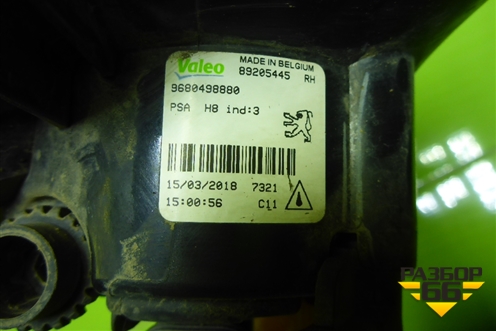 Valeo MADE IN BELGIUM
89205445 RH
9680498880
PSA H8 ind:3
15/03/2018 7321
15:00:56 C11
РАЗБОР
66